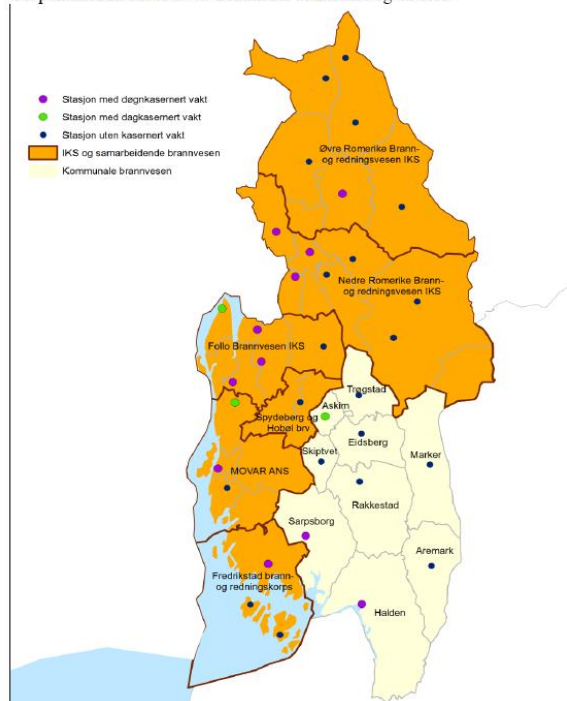 Stasjon med døgnkasernert vakt
Stasjon med dagkasernert vakt
Stasjon uten kasernert vakt
IKS og samarbeidende brannvesen
Kommunale brannvesen
Øvre Romerike Brann-
og redningsvesen IKS
Nedre Romerike Brann-
og redningsvesen IKS
Follo Brannvesen IKS
Trøgstad
Spydeberg og
Hobøl brv
Askim
Eidsberg
Skiptvet
Marker
MOVAR ANS
Rakkestad
Sarpsborg
Aremark
Fredrikstad brann-
og redningskorps
Halden